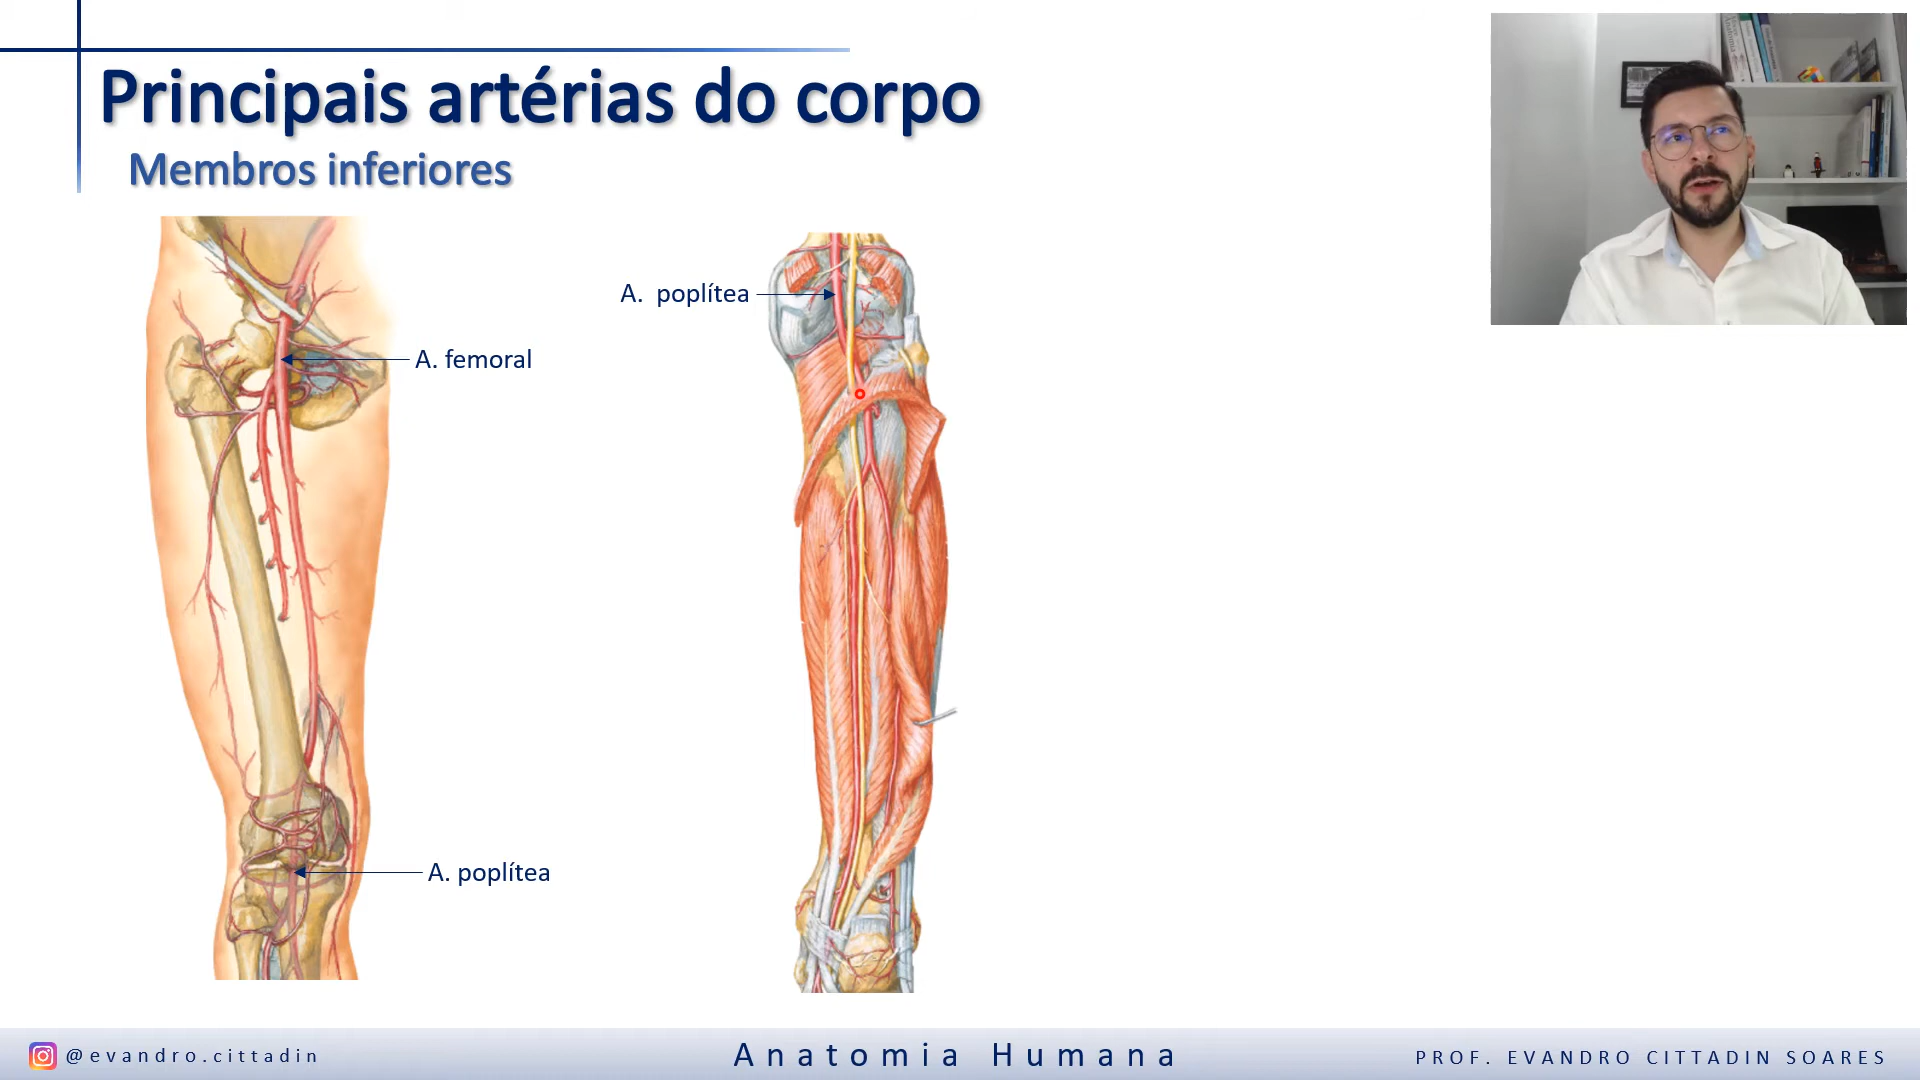 Principais artérias do corpo
Membros inferiores
A. poplítea
A. femoral
A. poplítea
@evandro.cittadin
Anatomia Humana
PROF. EVANDRO CITTADIN SOARES